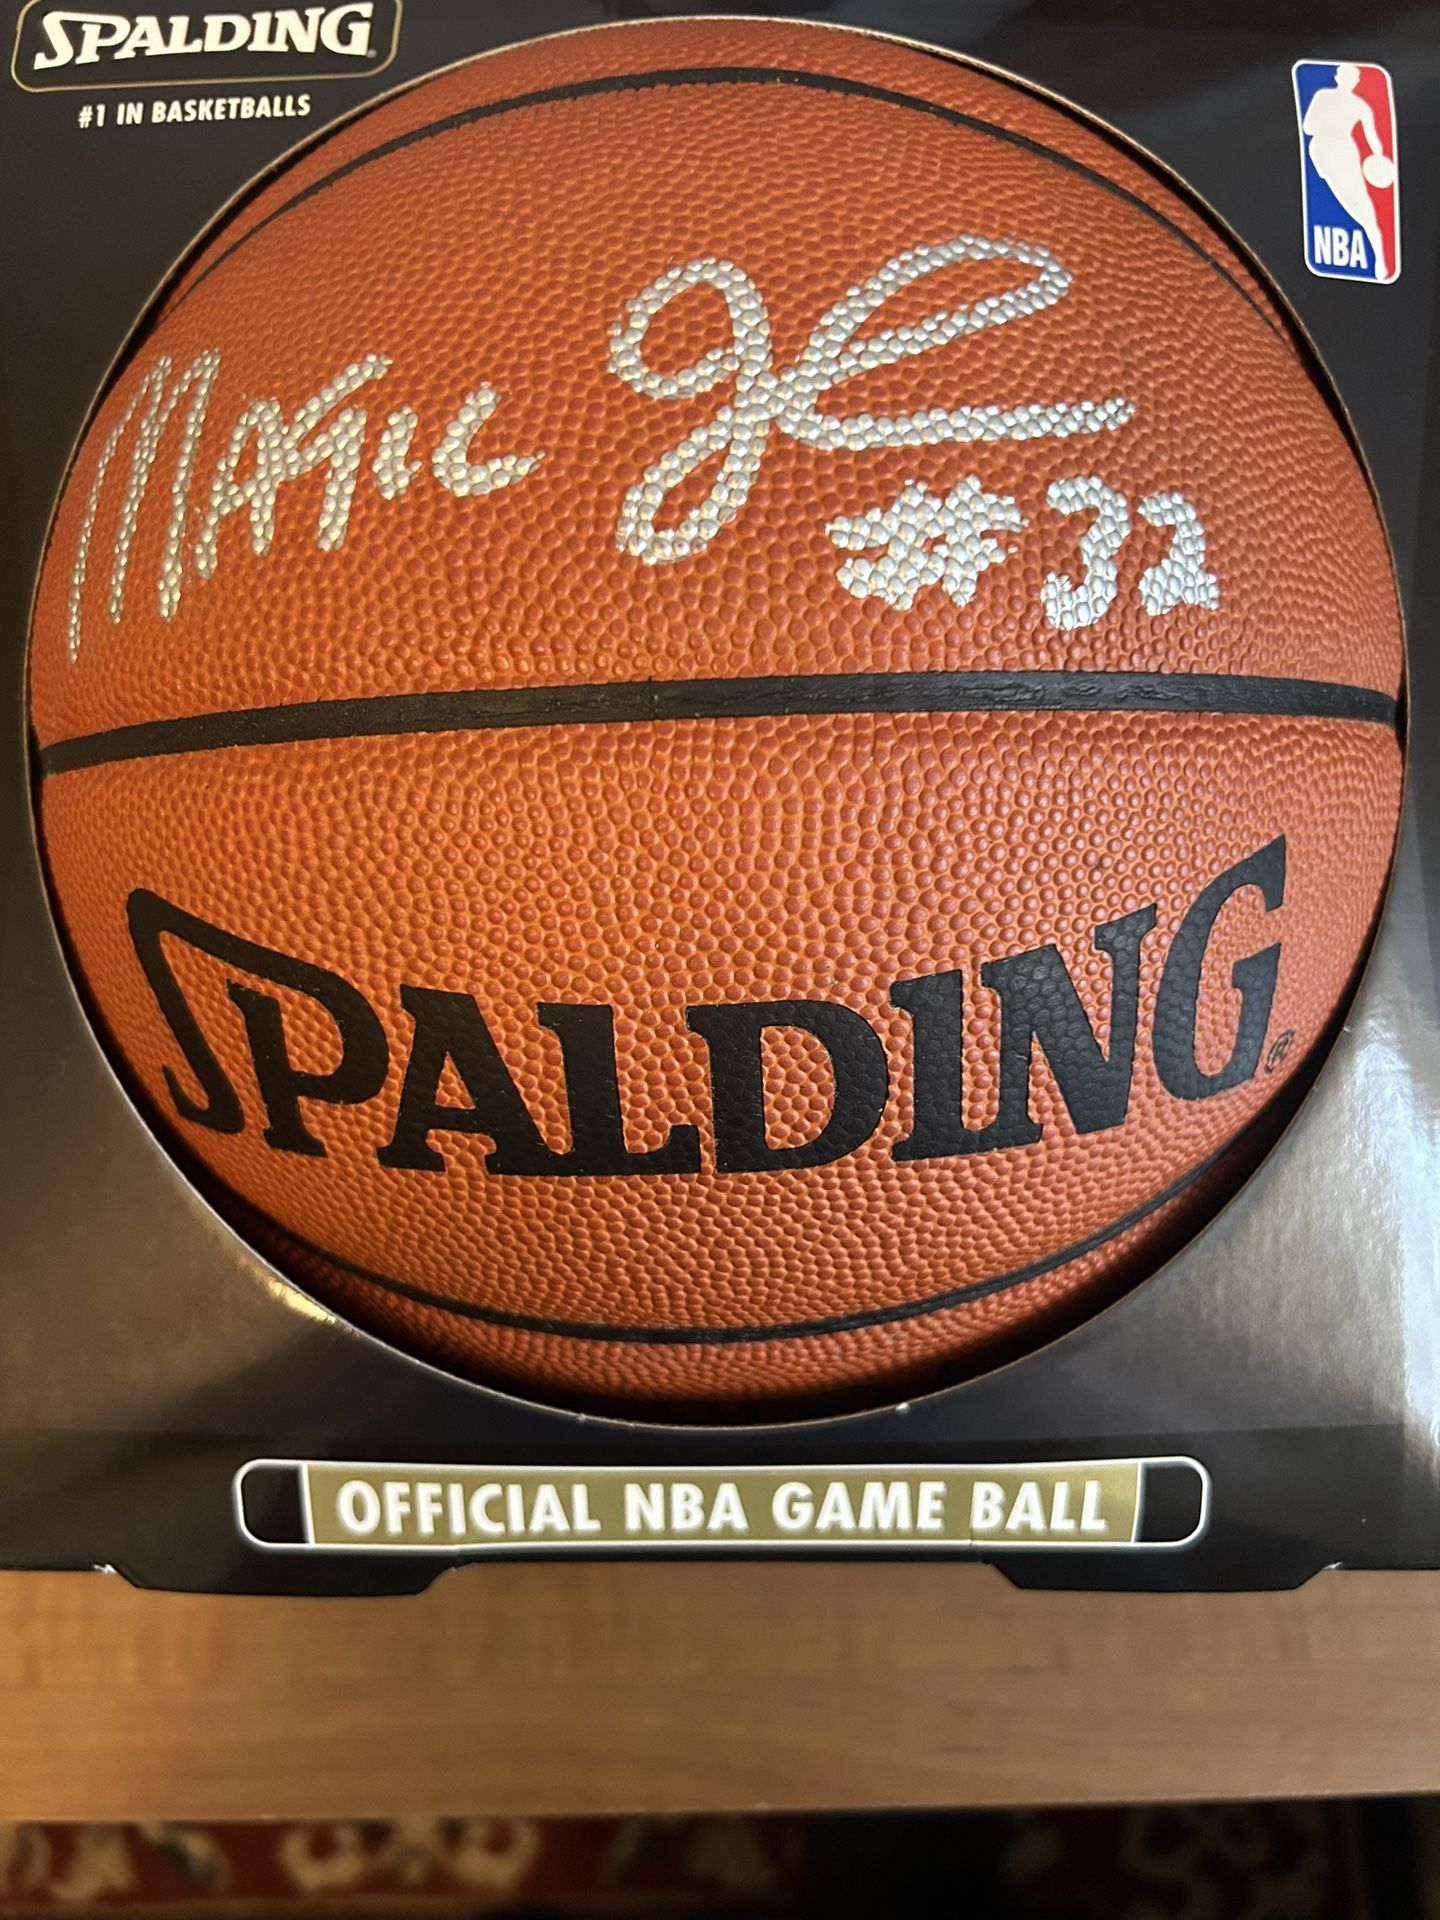 SPALDING
#1 IN BASKETBALLS
NBA
Magic
#32
SPALDING®
OFFICIAL NBA GAME BALL